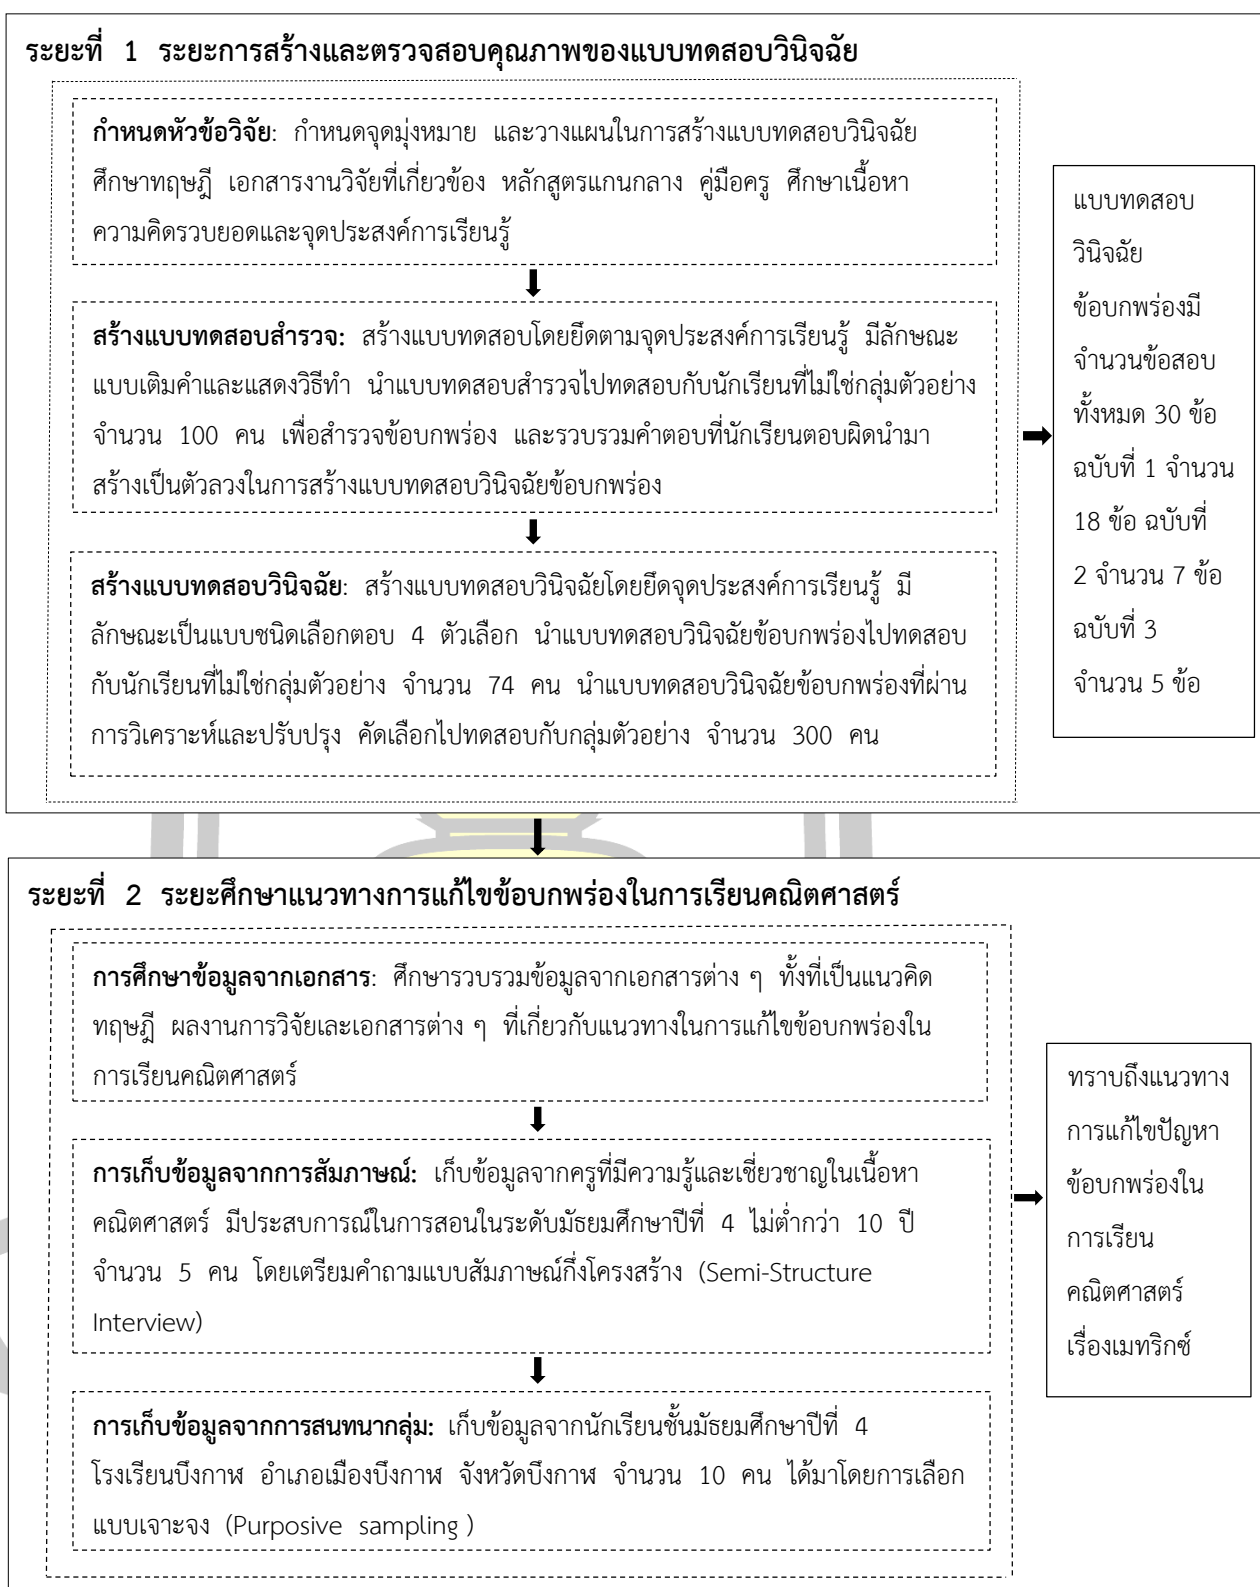 ระยะที่ 1 ระยะการสร้างและตรวจสอบคุณภาพของแบบทดสอบวินิจฉัย
กำหนดหัวข้อวิจัย: กำหนดจุดมุ่งหมาย และวางแผนในการสร้างแบบทดสอบวินิจฉัย
ศึกษาทฤษฎี เอกสารงานวิจัยที่เกี่ยวข้อง หลักสูตรแกนกลาง คู่มือครู ศึกษาเนื้อหา
ความคิดรวบยอดและจุดประสงค์การเรียนรู้
สร้างแบบทดสอบสำรวจ: สร้างแบบทดสอบโดยยึดตามจุดประสงค์การเรียนรู้ มีลักษณะ
แบบเติมคำและแสดงวิธีทำ นำแบบทดสอบสำรวจไปทดสอบกับนักเรียนที่ไม่ใช่กลุ่มตัวอย่าง
จำนวน 100 คน เพื่อสำรวจข้อบกพร่อง และรวบรวมคำตอบที่นักเรียนตอบผิดนำมา
สร้างเป็นตัวลวงในการสร้างแบบทดสอบวินิจฉัยข้อบกพร่อง
สร้างแบบทดสอบวินิจฉัย: สร้างแบบทดสอบวินิจฉัยโดยยึดจุดประสงค์การเรียนรู้ มี
ลักษณะเป็นแบบชนิดเลือกตอบ 4 ตัวเลือก นำแบบทดสอบวินิจฉัยข้อบกพร่องไปทดสอบ
กับนักเรียนที่ไม่ใช่กลุ่มตัวอย่าง จำนวน 74 คน นำแบบทดสอบวินิจฉัยข้อบกพร่องที่ผ่าน
การวิเคราะห์และปรับปรุง คัดเลือกไปทดสอบกับกลุ่มตัวอย่าง จำนวน 300 คน
แบบทดสอบ
วินิจฉัย
ข้อบกพร่องมี
จำนวนข้อสอบ
ทั้งหมด 30 ข้อ
ฉบับที่ 1 จำนวน
18 ข้อ ฉบับที่
2 จำนวน 7 ข้อ
ฉบับที่ 3
จำนวน 5 ข้อ
ระยะที่ 2 ระยะศึกษาแนวทางการแก้ไขข้อบกพร่องในการเรียนคณิตศาสตร์
การศึกษาข้อมูลจากเอกสาร: ศึกษารวบรวมข้อมูลจากเอกสารต่าง ๆ ทั้งที่เป็นแนวคิด
ทฤษฎี ผลงานการวิจัยเละเอกสารต่าง ๆ ที่เกี่ยวกับแนวทางในการแก้ไขข้อบกพร่องใน
การเรียนคณิตศาสตร์
การเก็บข้อมูลจากการสัมภาษณ์: เก็บข้อมูลจากครูที่มีความรู้และเชี่ยวชาญในเนื้อหา
คณิตศาสตร์ มีประสบการณ์ในการสอนในระดับมัธยมศึกษาปีที่ 4 ไม่ต่ำกว่า 10 ปี
จำนวน 5 คน โดยเตรียมคำถามแบบสัมภาษณ์กึ่งโครงสร้าง (Semi-Structure
Interview)
การเก็บข้อมูลจากการสนทนากลุ่ม: เก็บข้อมูลจากนักเรียนชั้นมัธยมศึกษาปีที่ 4
โรงเรียนบึงกาฬ อำเภอเมืองบึงกาฬ จังหวัดบึงกาฬ จำนวน 10 คน ได้มาโดยการเลือก
แบบเจาะจง (Purposive sampling )
ทราบถึงแนวทาง
การแก้ไขปัญหา
ข้อบกพร่องใน
การเรียน
คณิตศาสตร์
เรื่องเมทริกซ์